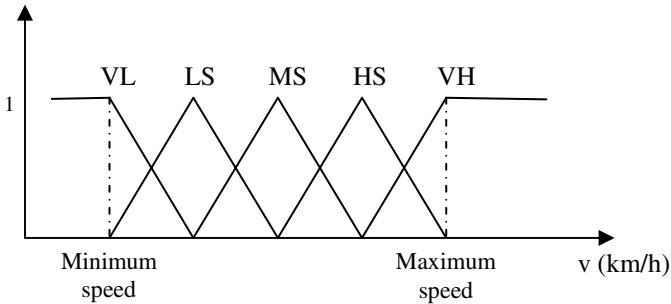 VL LS MS HS VH
1
Minimum speed
Maximum speed
v (km/h)